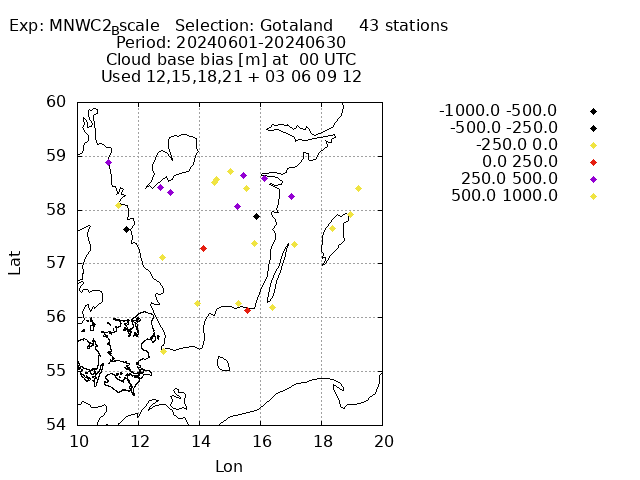 Exp: MNWC2_Bscale   Selection: Gotaland     43 stations
Period: 20240601-20240630
Cloud base bias [m] at  00 UTC
Used 12,15,18,21 + 03 06 09 12
-1000.0 -500.0
-500.0 -250.0
-250.0 0.0
0.0 250.0
250.0 500.0
500.0 1000.0
60
59
58
57
56
55
54
Lat
10 12 14 16 18 20
Lon